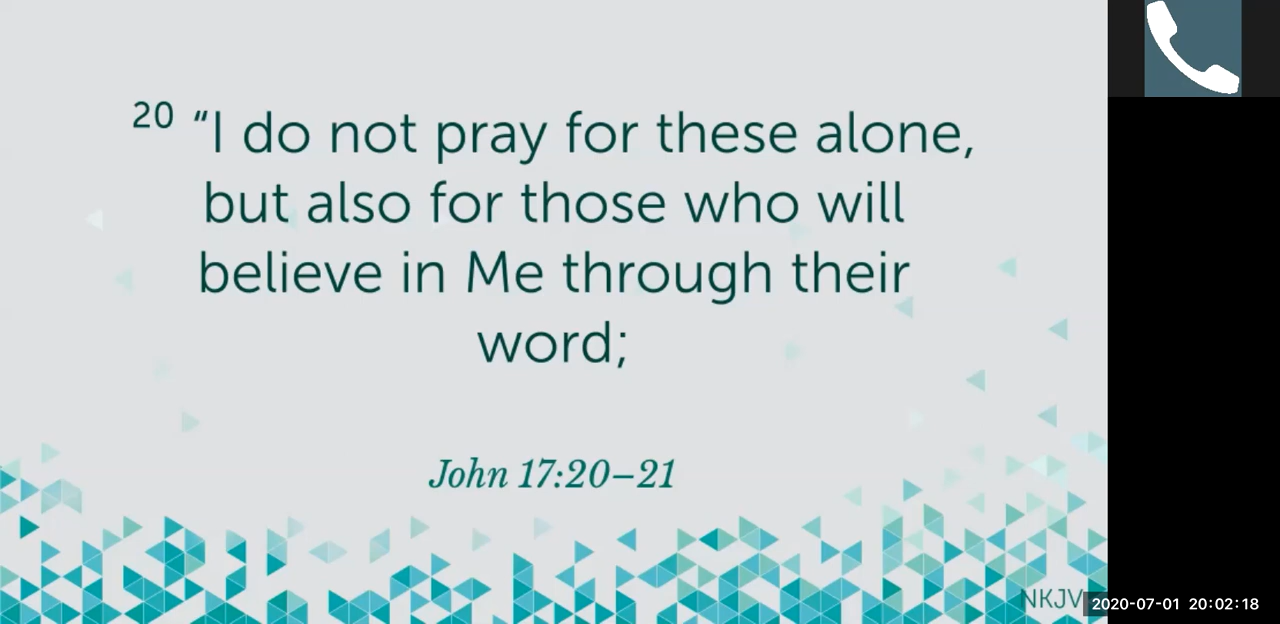 20 “I do not pray for these alone,
but also for those who will
believe in Me through their
word;
John 17:20–21
NKJV
2020-07-01 20:02:18